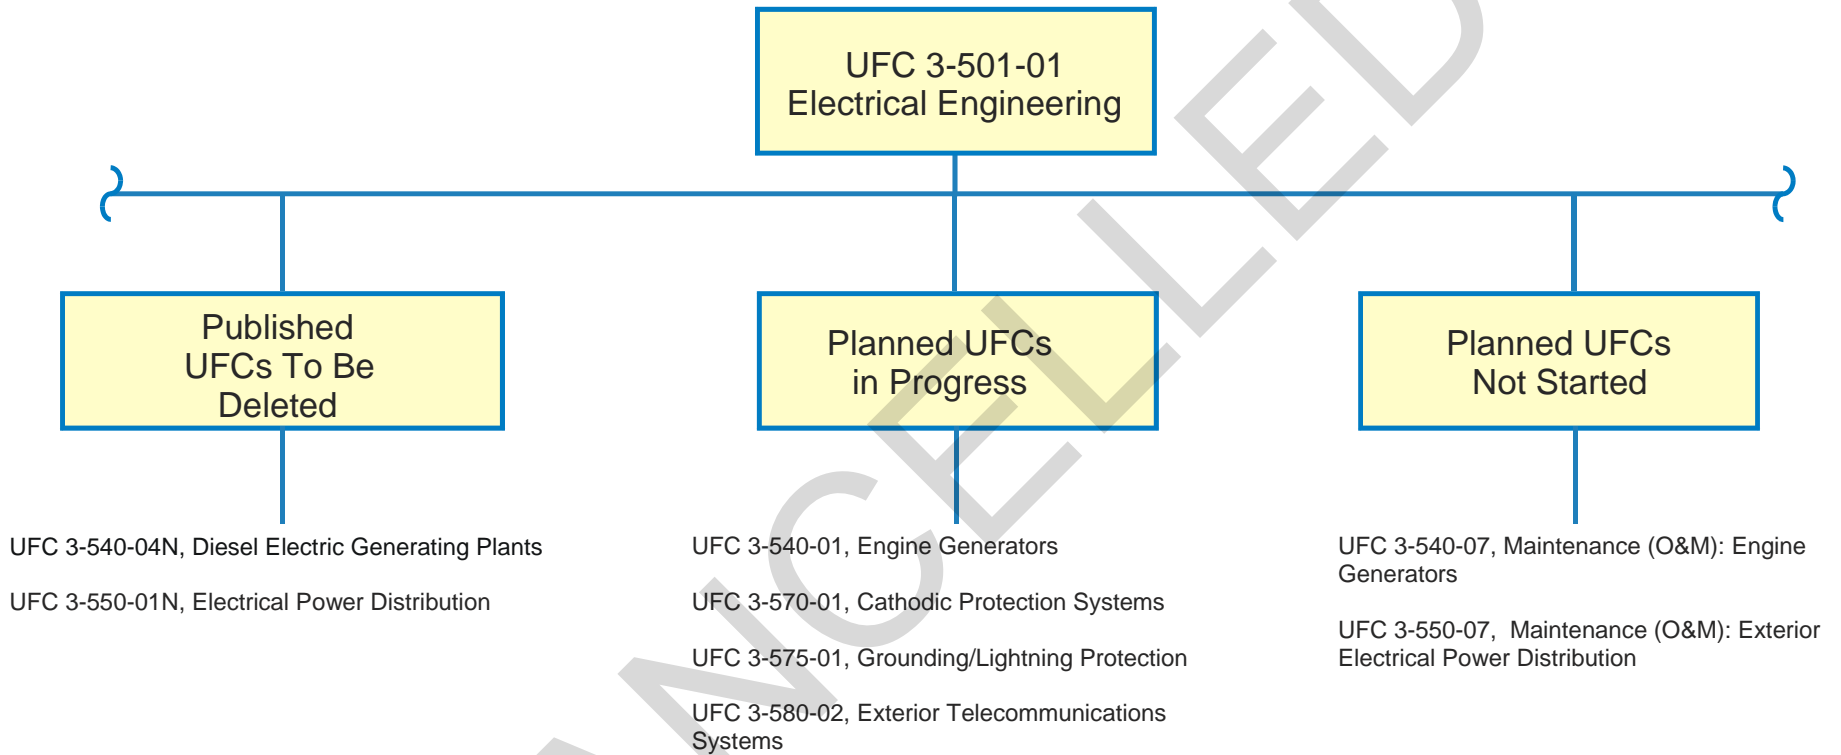 UFC 3-501-01
Electrical Engineering
Published
UFCs To Be
Deleted
Planned UFCs
in Progress
Planned UFCs
Not Started
UFC 3-540-04N, Diesel Electric Generating Plants
UFC 3-550-01N, Electrical Power Distribution
UFC 3-540-01, Engine Generators
UFC 3-570-01, Cathodic Protection Systems
UFC 3-575-01, Grounding/Lightning Protection
UFC 3-580-02, Exterior Telecommunications
Systems
UFC 3-540-07, Maintenance (O&M): Engine
Generators
UFC 3-550-07,  Maintenance (O&M): Exterior
Electrical Power Distribution
CANCELLED